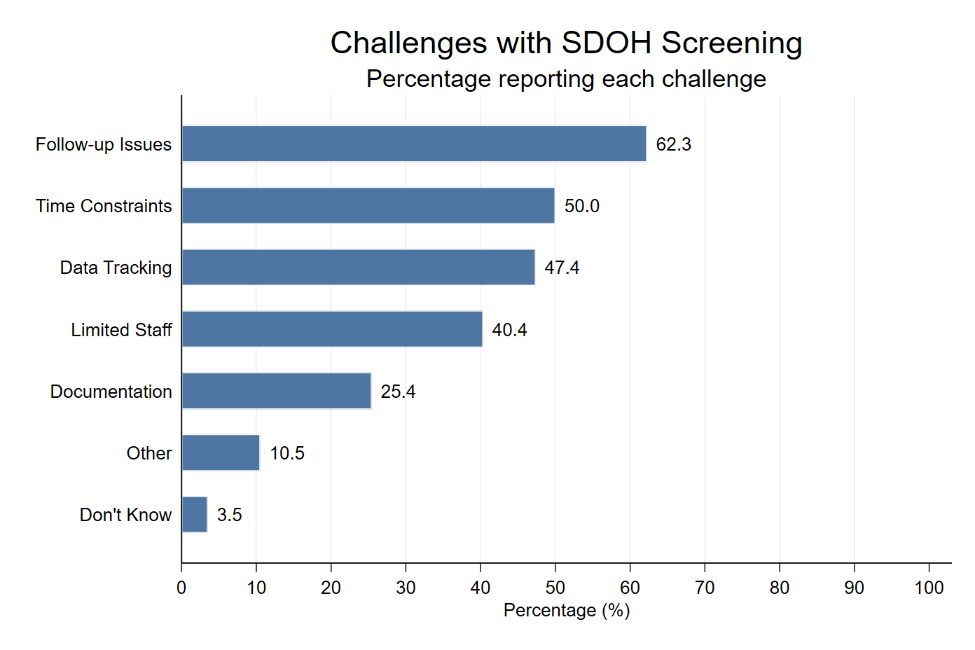 Challenges with SDOH Screening
Percentage reporting each challenge
Follow-up Issues 62.3
Time Constraints 50.0
Data Tracking 47.4
Limited Staff 40.4
Documentation 25.4
Other 10.5
Don't Know 3.5
0 10 20 30 40 50 60 70 80 90 100
Percentage (%)